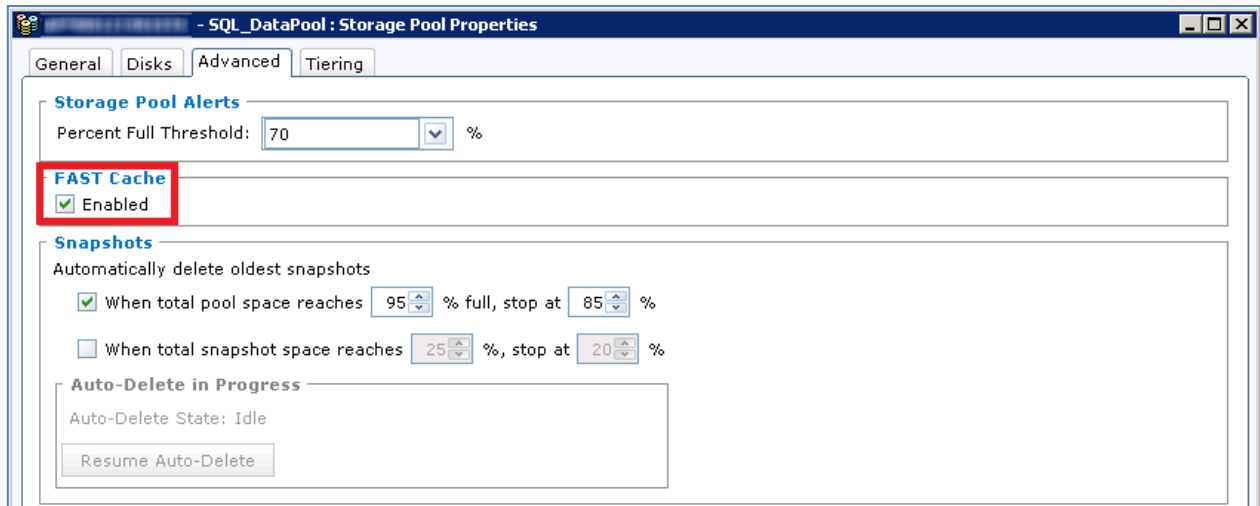 - SQL_DataPool : Storage Pool Properties
General Disks Advanced Tiering
Storage Pool Alerts
Percent Full Threshold: 70 %
FAST Cache
Enabled
Snapshots
Automatically delete oldest snapshots
When total pool space reaches 95 % full, stop at 85 %
When total snapshot space reaches 25 %, stop at 20 %
Auto-Delete in Progress
Auto-Delete State: Idle
Resume Auto-Delete